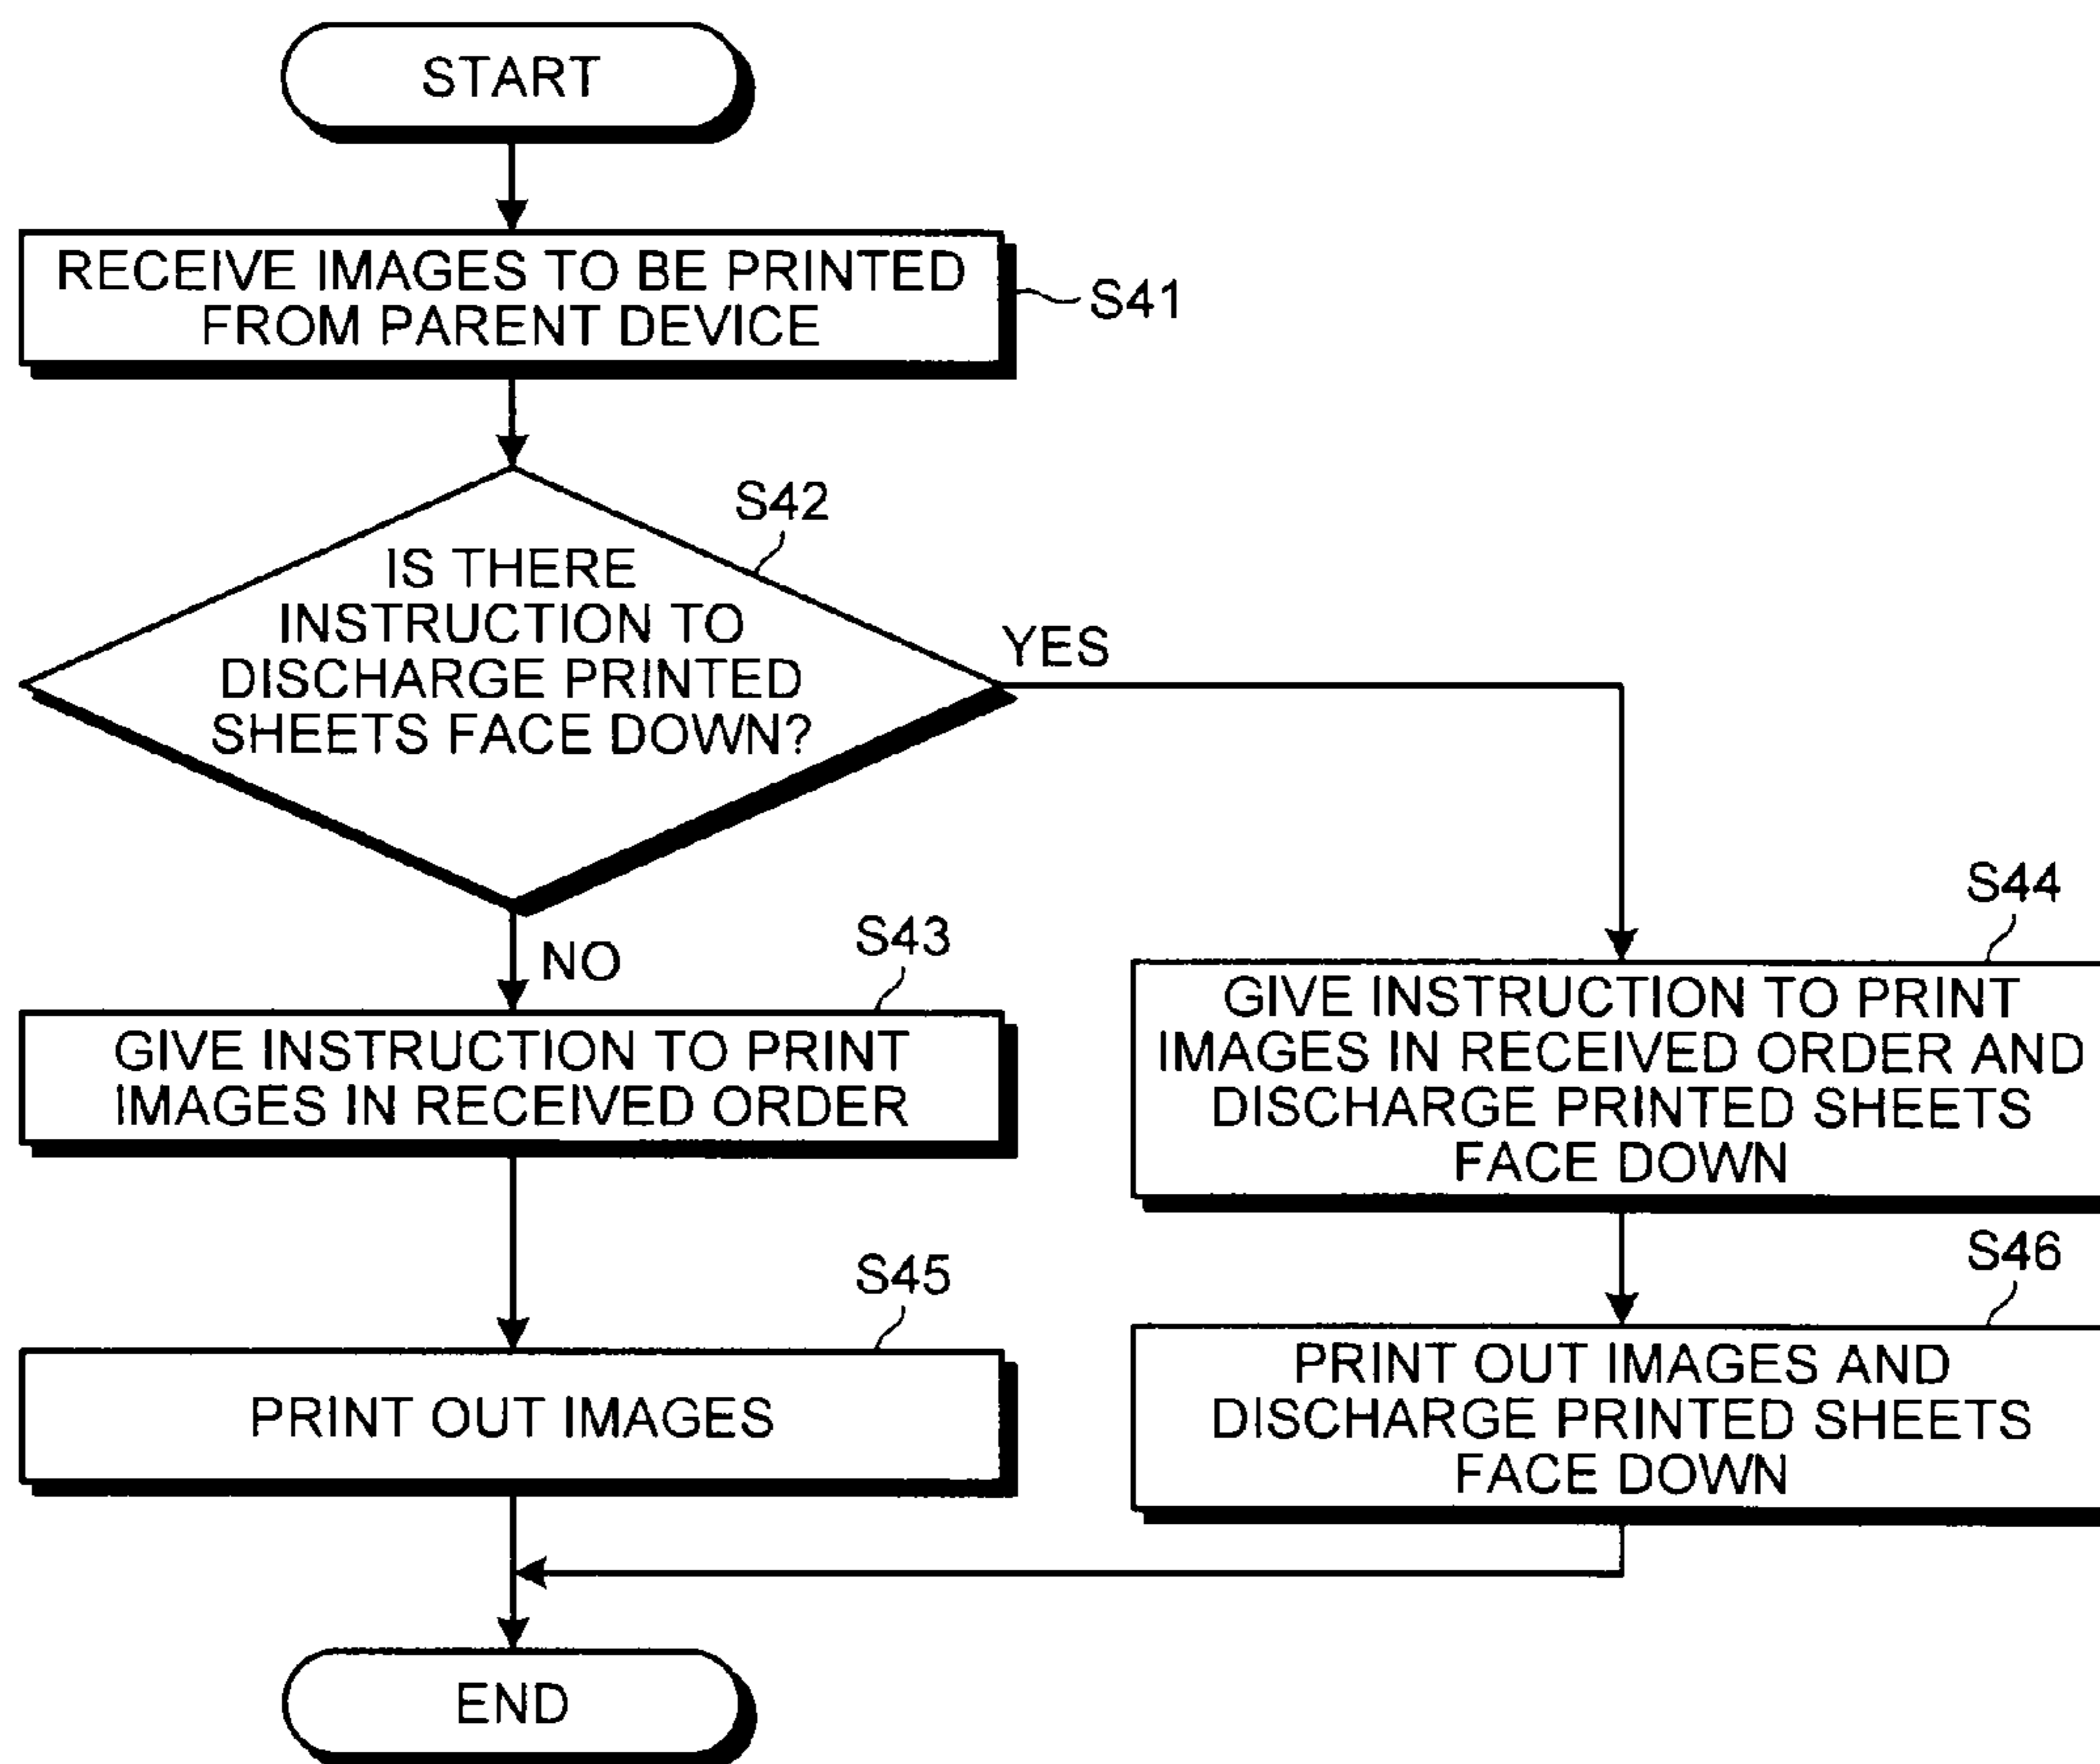 START
RECEIVE IMAGES TO BE PRINTED
FROM PARENT DEVICE
S41
S42
IS THERE
INSTRUCTION TO
DISCHARGE PRINTED
SHEETS FACE DOWN?
YES
NO
S43
GIVE INSTRUCTION TO PRINT
IMAGES IN RECEIVED ORDER
S44
GIVE INSTRUCTION TO PRINT
IMAGES IN RECEIVED ORDER AND
DISCHARGE PRINTED SHEETS
FACE DOWN
S45
PRINT OUT IMAGES
S46
PRINT OUT IMAGES AND
DISCHARGE PRINTED SHEETS
FACE DOWN
END